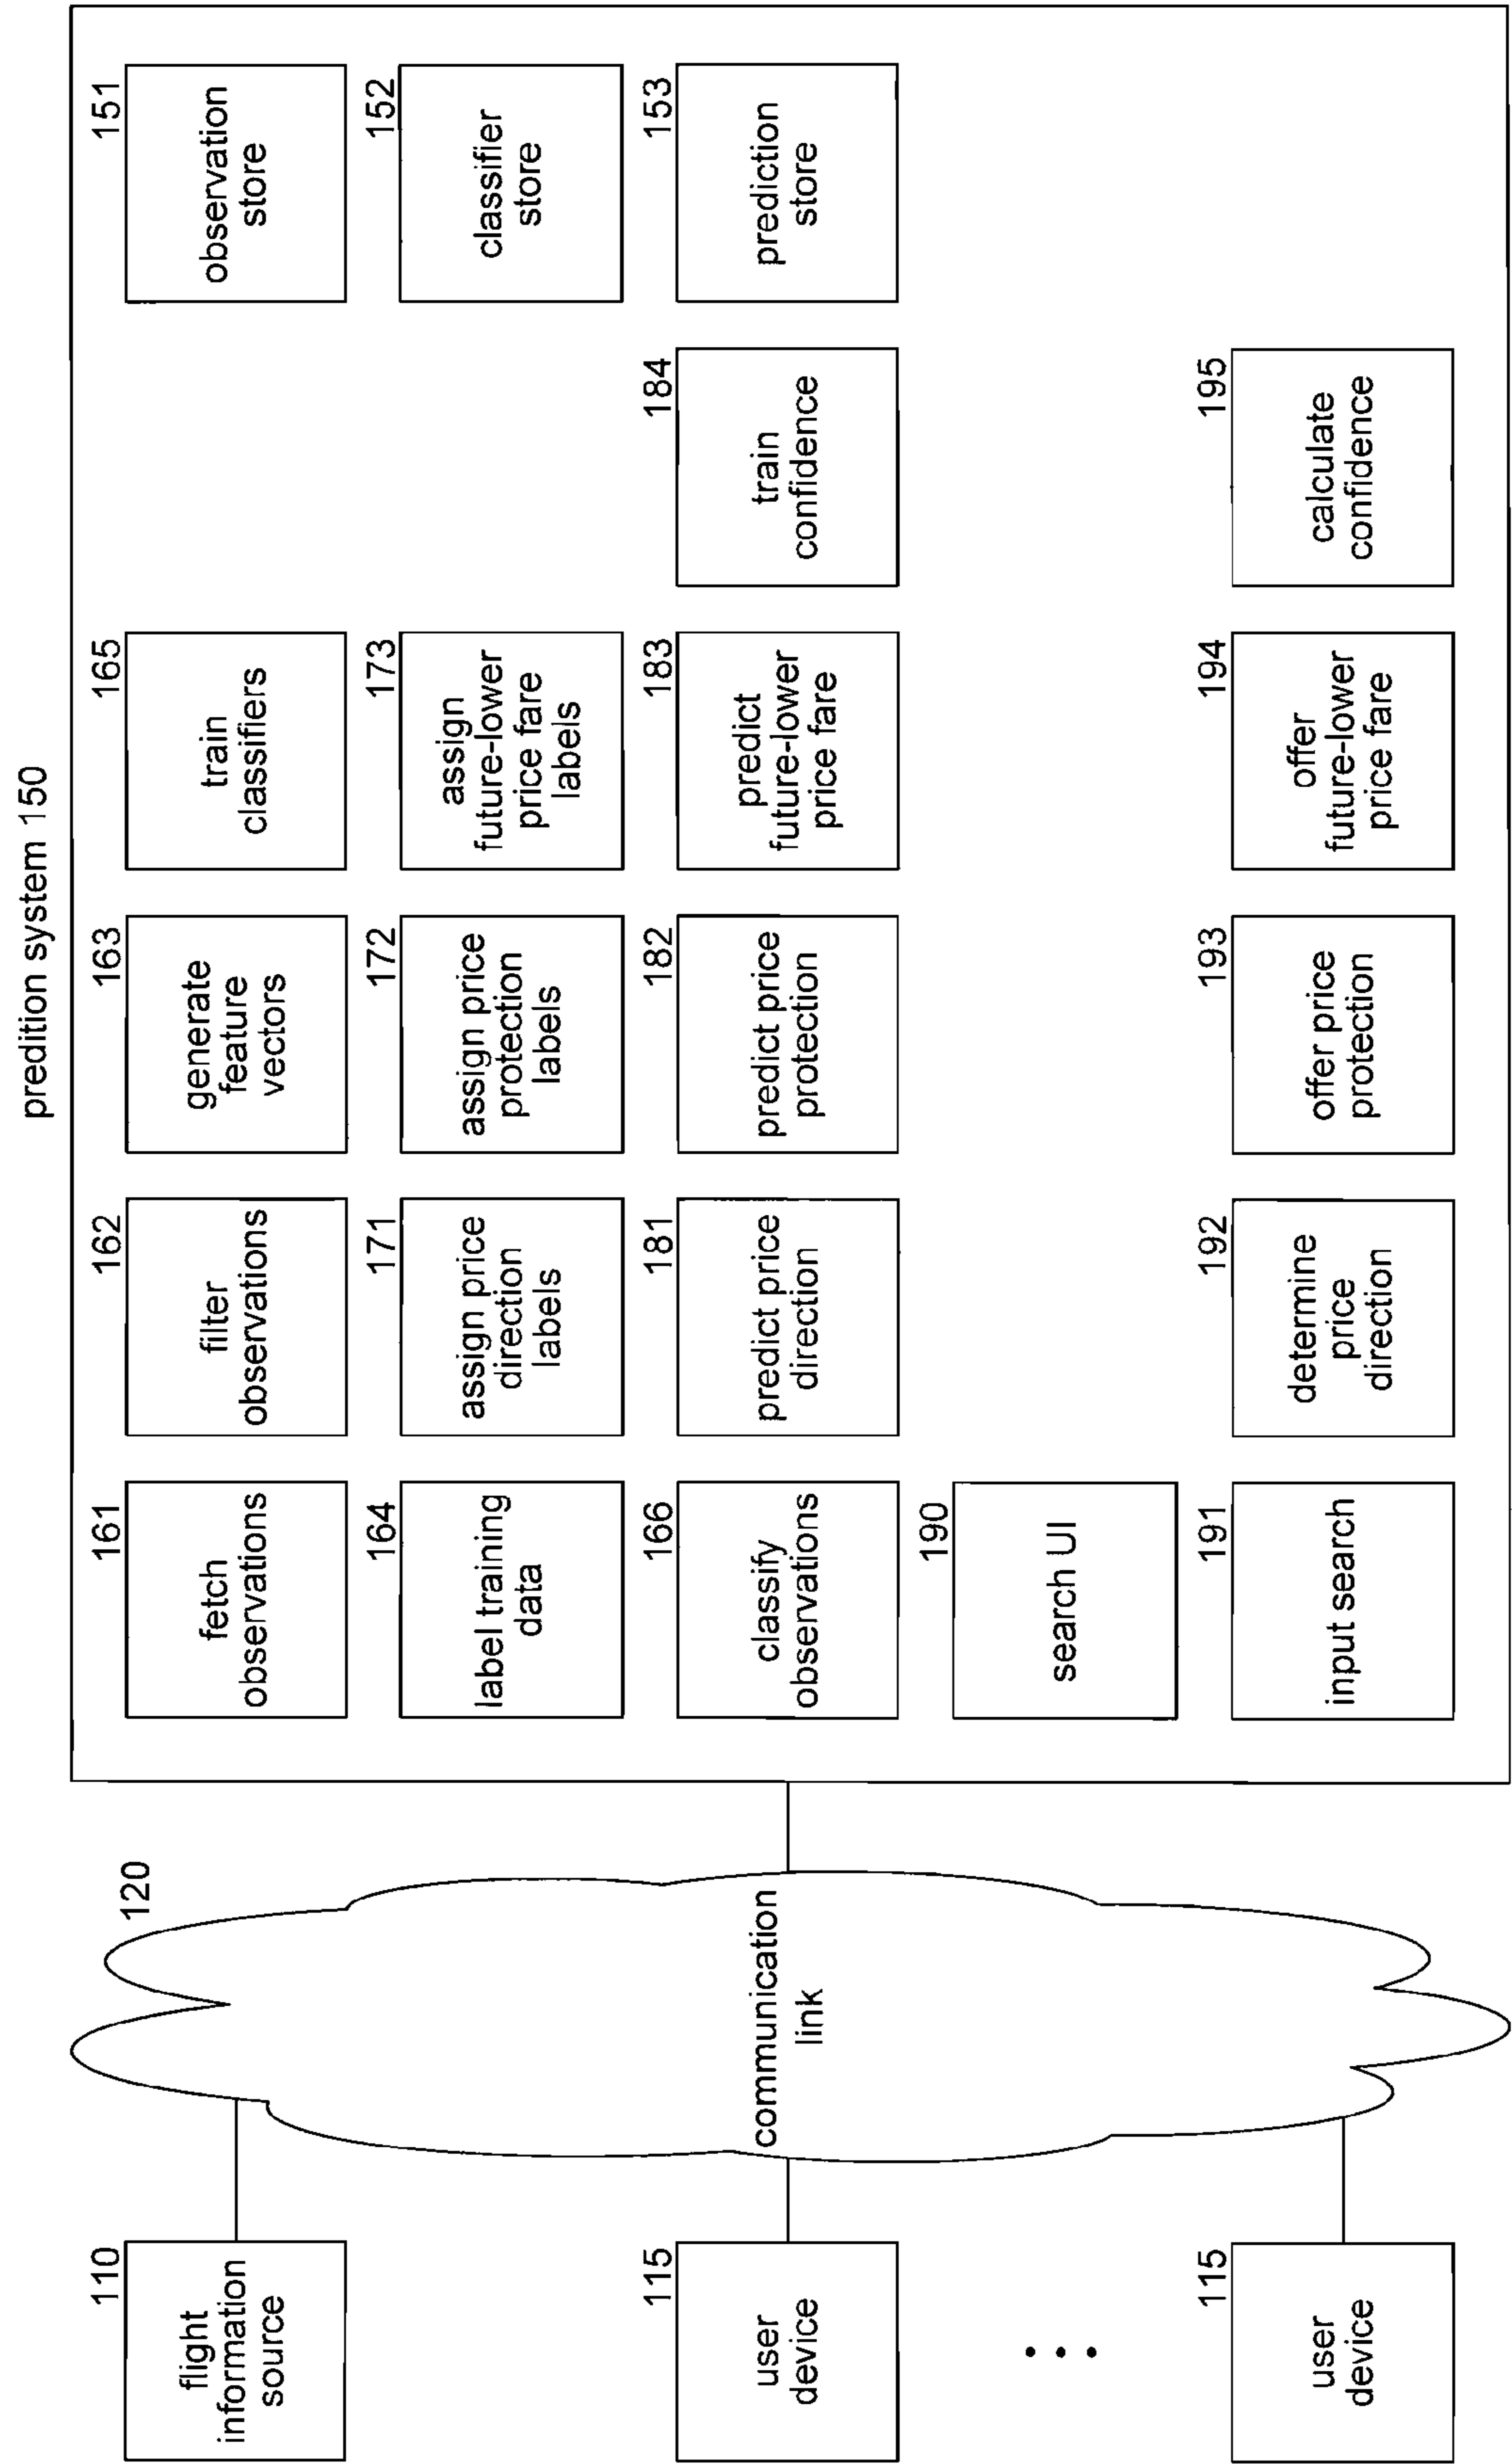 predition system 150
110
flight
information
source
120
161
fetch
observations
162
filter
observations
163
generate
feature
vectors
165
train
classifiers
151
observation
store
164
label training
data
171
assign price
direction
labels
172
assign price
protection
labels
173
assign
future-lower
price fare
labels
152
classifier
store
115
user
device
communication
link
166
classify
observations
181
predict price
direction
182
predict price
protection
183
predict
future-lower
price fare
184
train
confidence
153
prediction
store
190
search UI
115
user
device
191
input search
192
determine
price
direction
193
offer price
protection
194
offer
future-lower
price fare
195
calculate
confidence